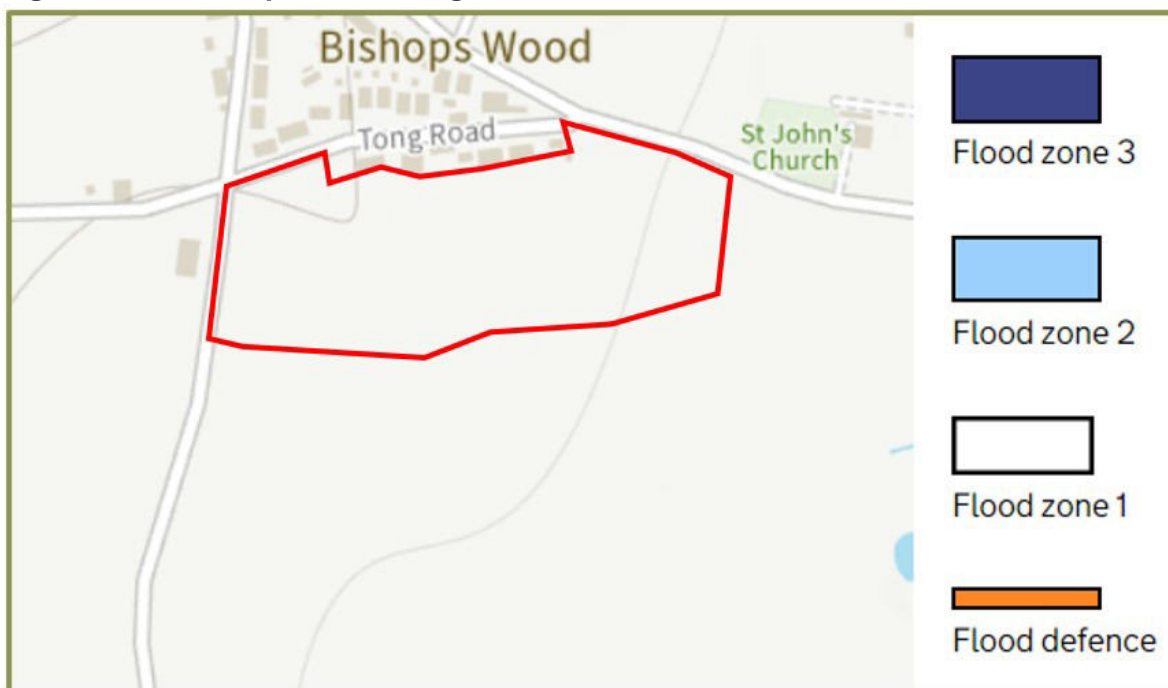 Bishops Wood
Tong Road
St John's
Church
Flood zone 3
Flood zone 2
Flood zone 1
Flood defence